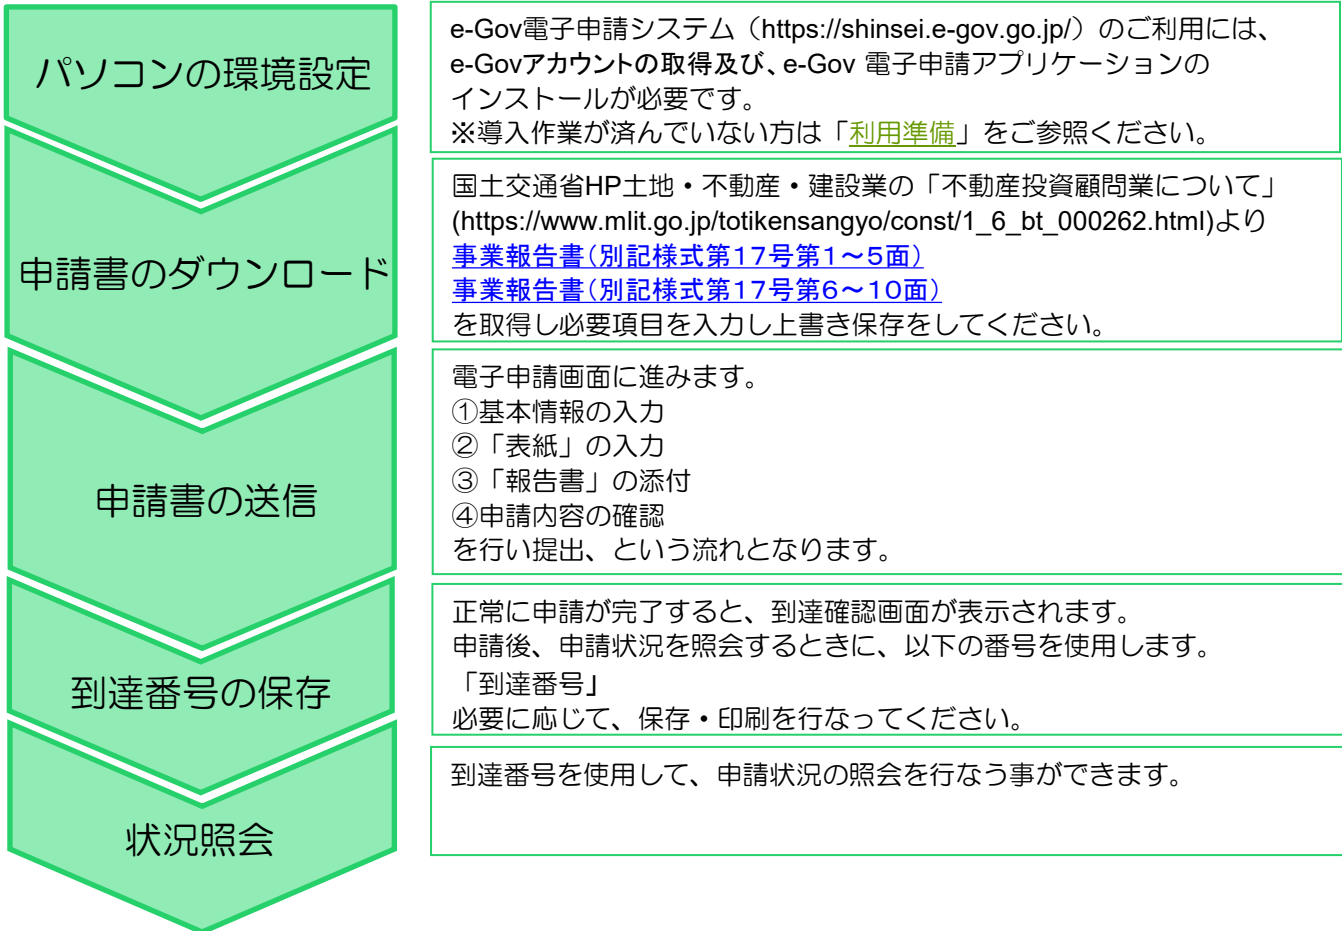 パソコンの環境設定
e-Gov電子申請システム（https://shinsei.e-gov.go.jp/）のご利用には、
e-Govアカウントの取得及び、e-Gov 電子申請アプリケーションの
インストールが必要です。
※導入作業が済んでいない方は「利用準備」をご参照ください。
申請書のダウンロード
国土交通省HP土地・不動産・建設業の「不動産投資顧問業について」
(https://www.mlit.go.jp/totikensangyo/const/1_6_bt_000262.html)より
事業報告書（別記様式第１７号第１～５面）
事業報告書（別記様式第１７号第６～１０面）
を取得し必要項目を入力し上書き保存をしてください。
申請書の送信
電子申請画面に進みます。
①基本情報の入力
②「表紙」の入力
③「報告書」の添付
④申請内容の確認
を行い提出、という流れとなります。
到達番号の保存
正常に申請が完了すると、到達確認画面が表示されます。
申請後、申請状況を照会するときに、以下の番号を使用します。
「到達番号」
必要に応じて、保存・印刷を行なってください。
状況照会
到達番号を使用して、申請状況の照会を行なう事ができます。